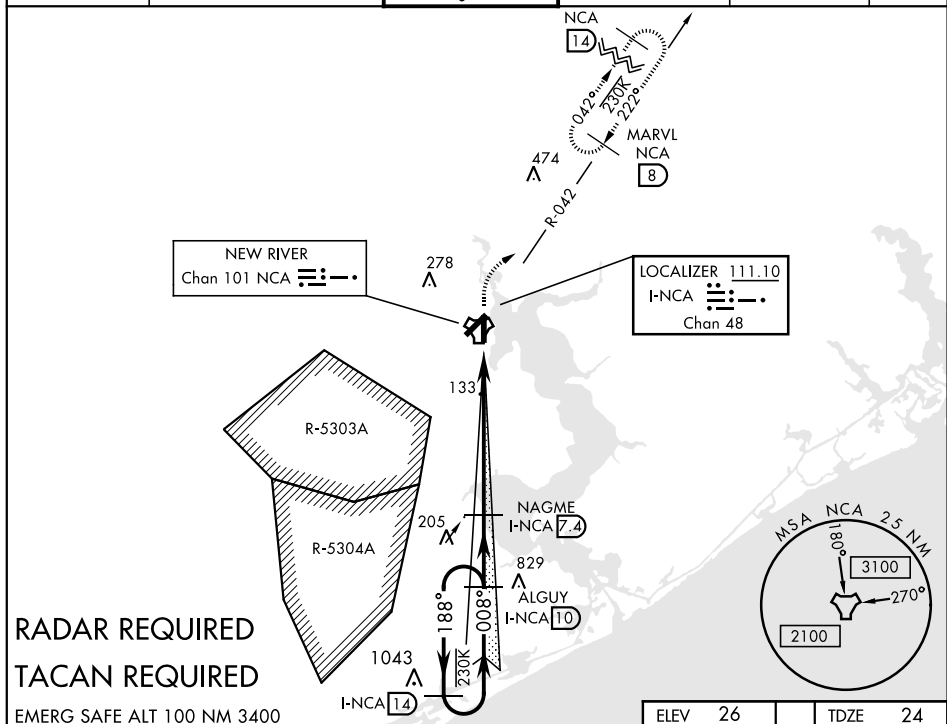 NCA
14
042°
230K
222°
MARVL
NCA
8
474
R-042
NEW RIVER
Chan 101 NCA
278
LOCALIZER 111.10
I-NCA
Chan 48
133
R-5303A
NAGME
I-NCA 7.4
205
R-5304A
829
ALGUY
I-NCA 10
188°
008°
230K
1043
I-NCA 14
MSA NCA 25 NM
180°
3100
270°
2100
RADAR REQUIRED
TACAN REQUIRED
EMERG SAFE ALT 100 NM 3400
ELEV 26
TDZE 24